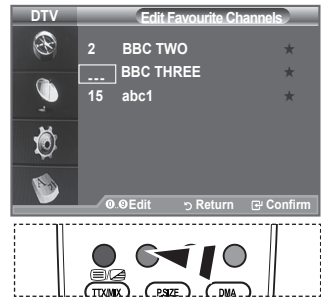 DTV Edit Favourite Channels
2 BBC TWO ★
___ BBC THREE ★
15 abc1 ★
0..9 Edit Return Confirm
TTX/MIX P.SIZE DMA